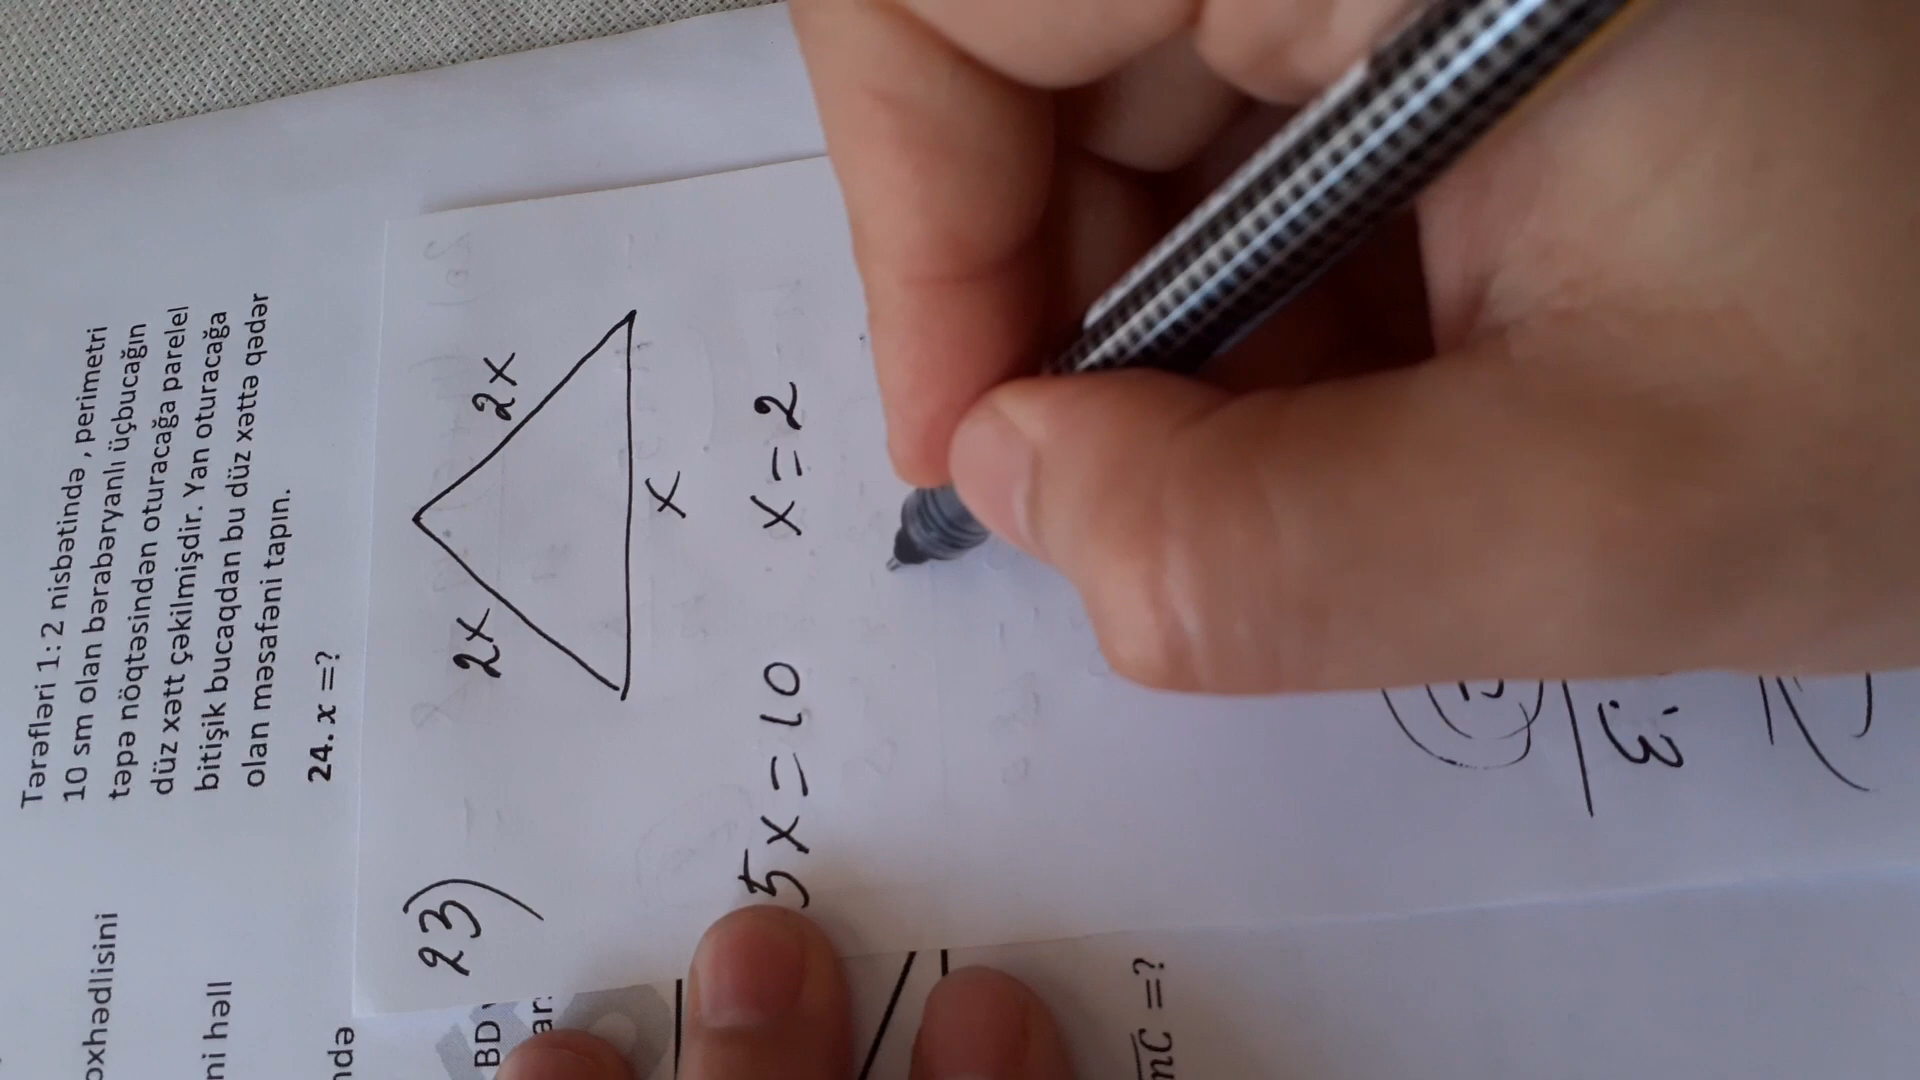 Tərəfləri 1:2 nisbətində, perimetri
10 sm olan bərabəryanlı üçbucağın
təpə nöqtəsindən oturacağa parelel
düz xətt çəkilmişdir. Yan oturacağa
bitişik bucaqdan bu düz xəttə qədər
olan məsafəni tapın.
24. x =?
oxhədlisini
ni həll
ndə
BD
ar
23)
2x
2x
x
5x = 10
x = 2
:3
C =?